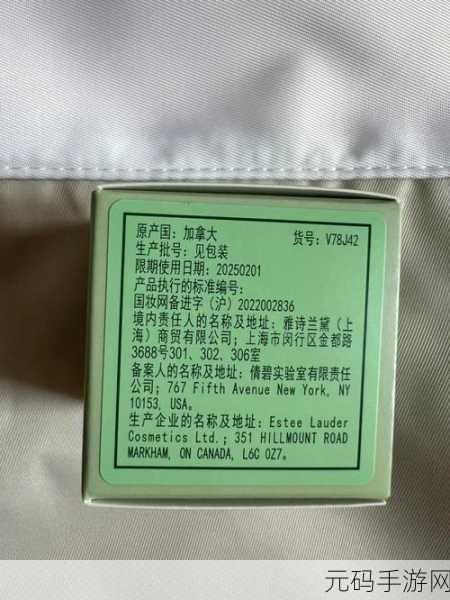 原产国：加拿大 货号：V78J42
生产批号：见包装
限期使用日期：20250201
产品执行的标准编号：
国妆网备进字（沪）2022002836
境内责任人的名称及地址：雅诗兰黛（上
海）商贸有限公司；上海市闵行区金都路
3688号301、302、306室
备案人的名称及地址：倩碧实验室有限责任
公司；767 Fifth Avenue New York, NY
10153, USA。
生产企业的名称及地址：Estee Lauder
Cosmetics Ltd.；351 HILLMOUNT ROAD
MARKHAM, ON CANADA, L6C 0Z7。
元码手游网